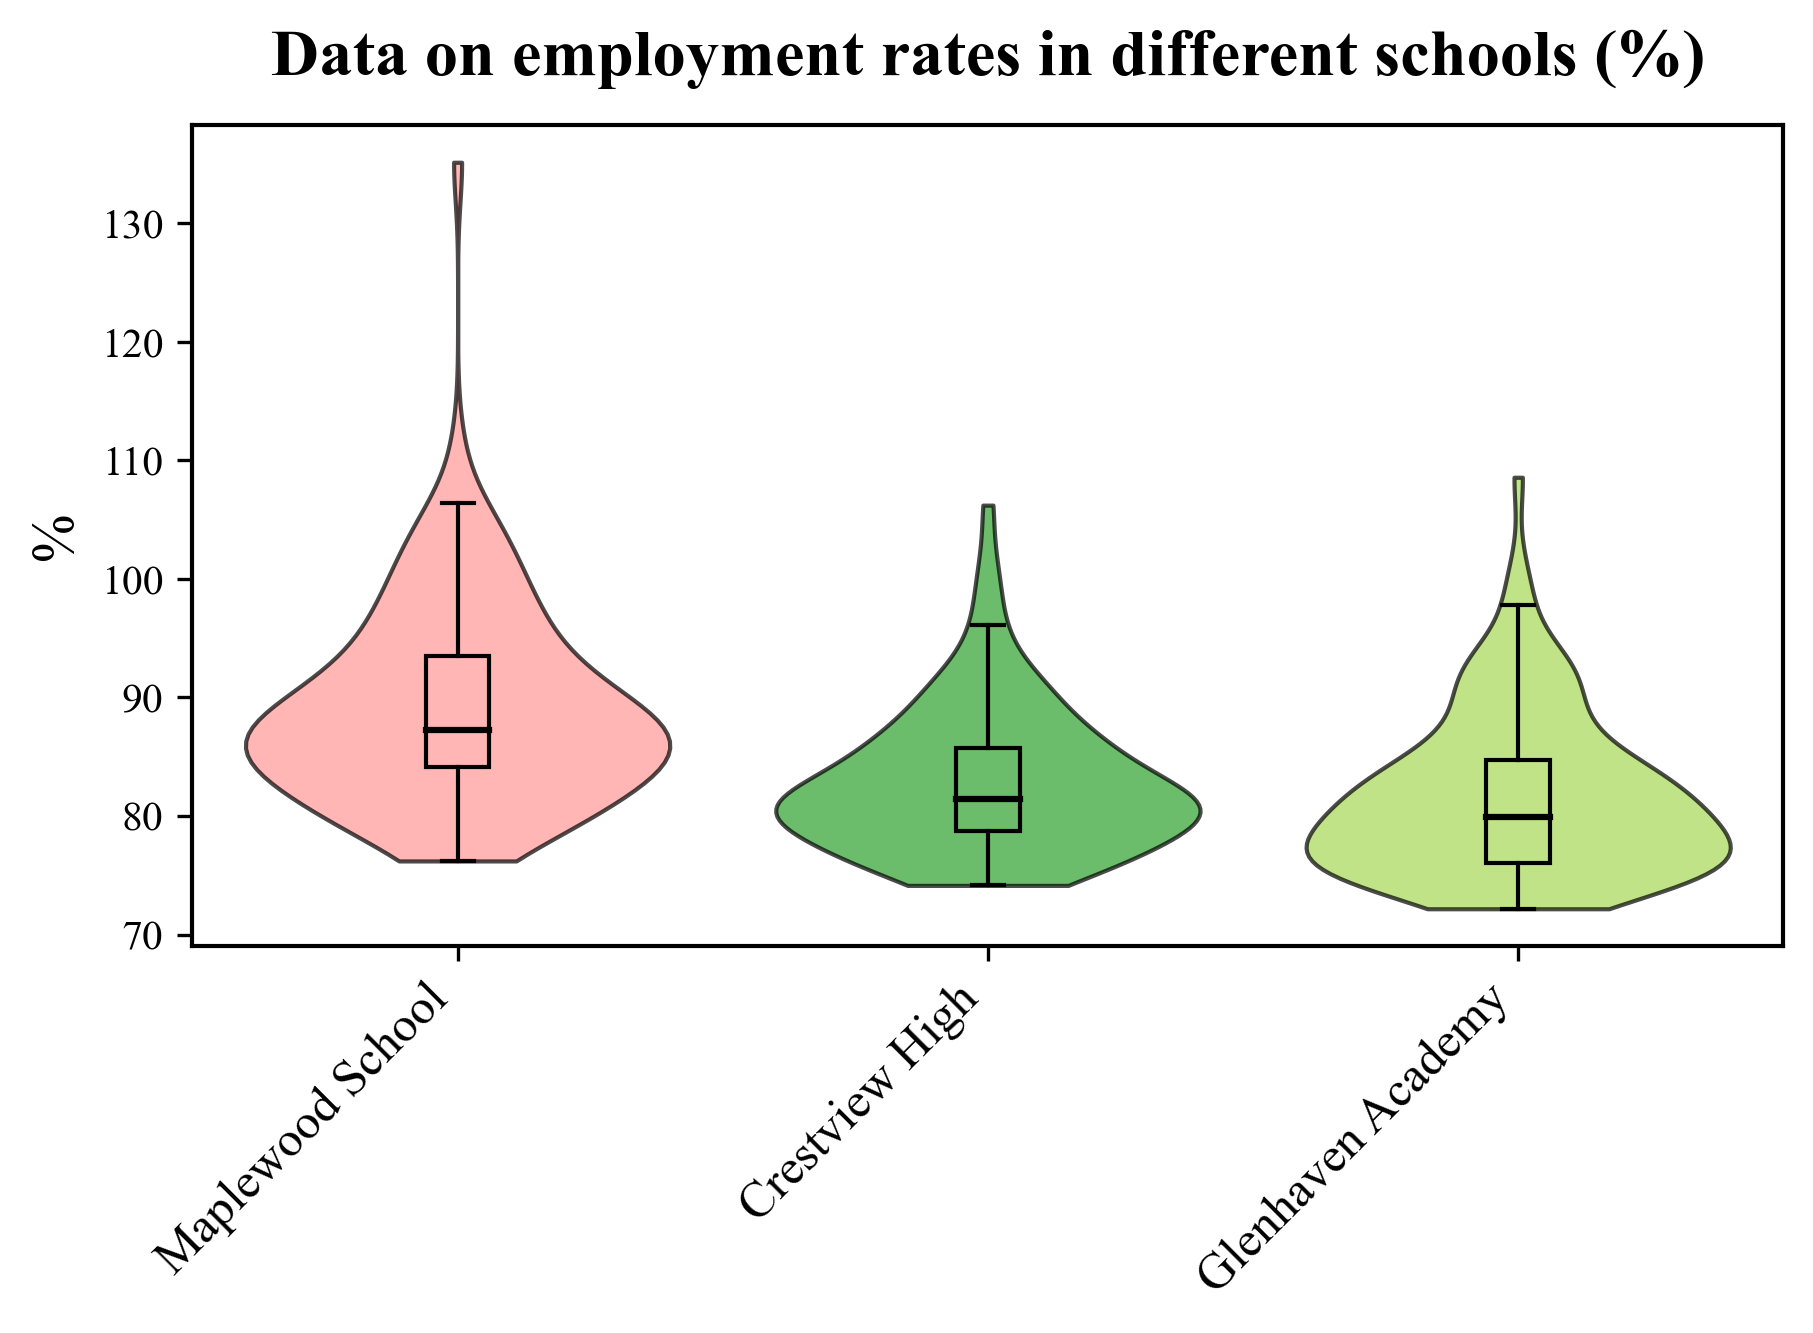 Data on employment rates in different schools (%)
130
120
110
100
90
80
70
%
Maplewood School
Crestview High
Glenhaven Academy